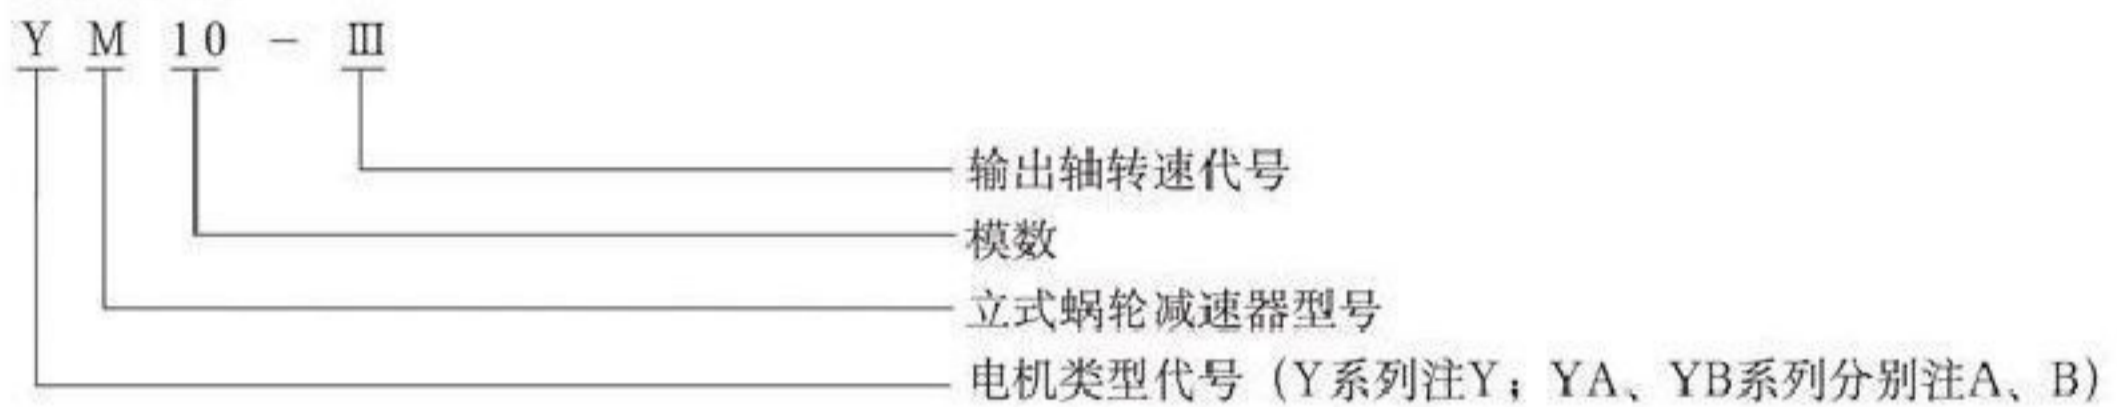 Y M 10 - Ⅲ
输出轴转速代号
模数
立式蜗轮减速器型号
电机类型代号（Y系列注Y；YA、YB系列分别注A、B）